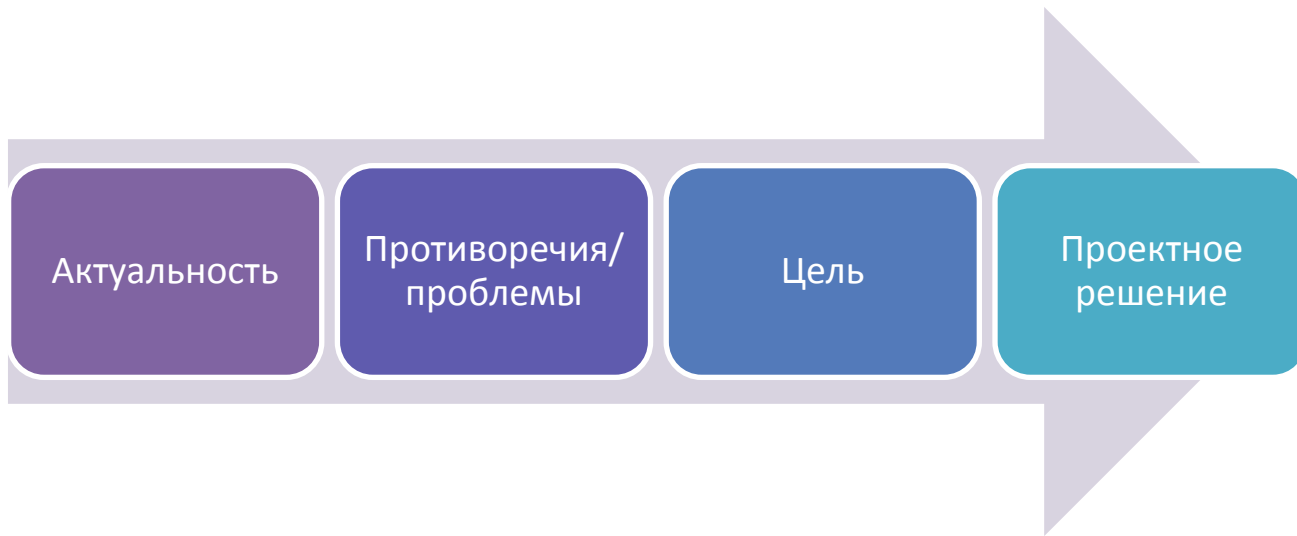 Актуальность
Противоречия/
проблемы
Цель
Проектное
решение